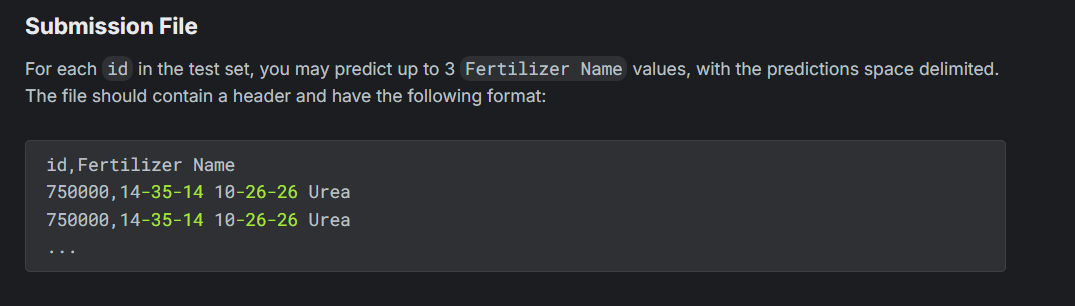 Submission File
For each id in the test set, you may predict up to 3 Fertilizer Name values, with the predictions space delimited.
The file should contain a header and have the following format:
id,Fertilizer Name
750000,14-35-14 10-26-26 Urea
750000,14-35-14 10-26-26 Urea
...